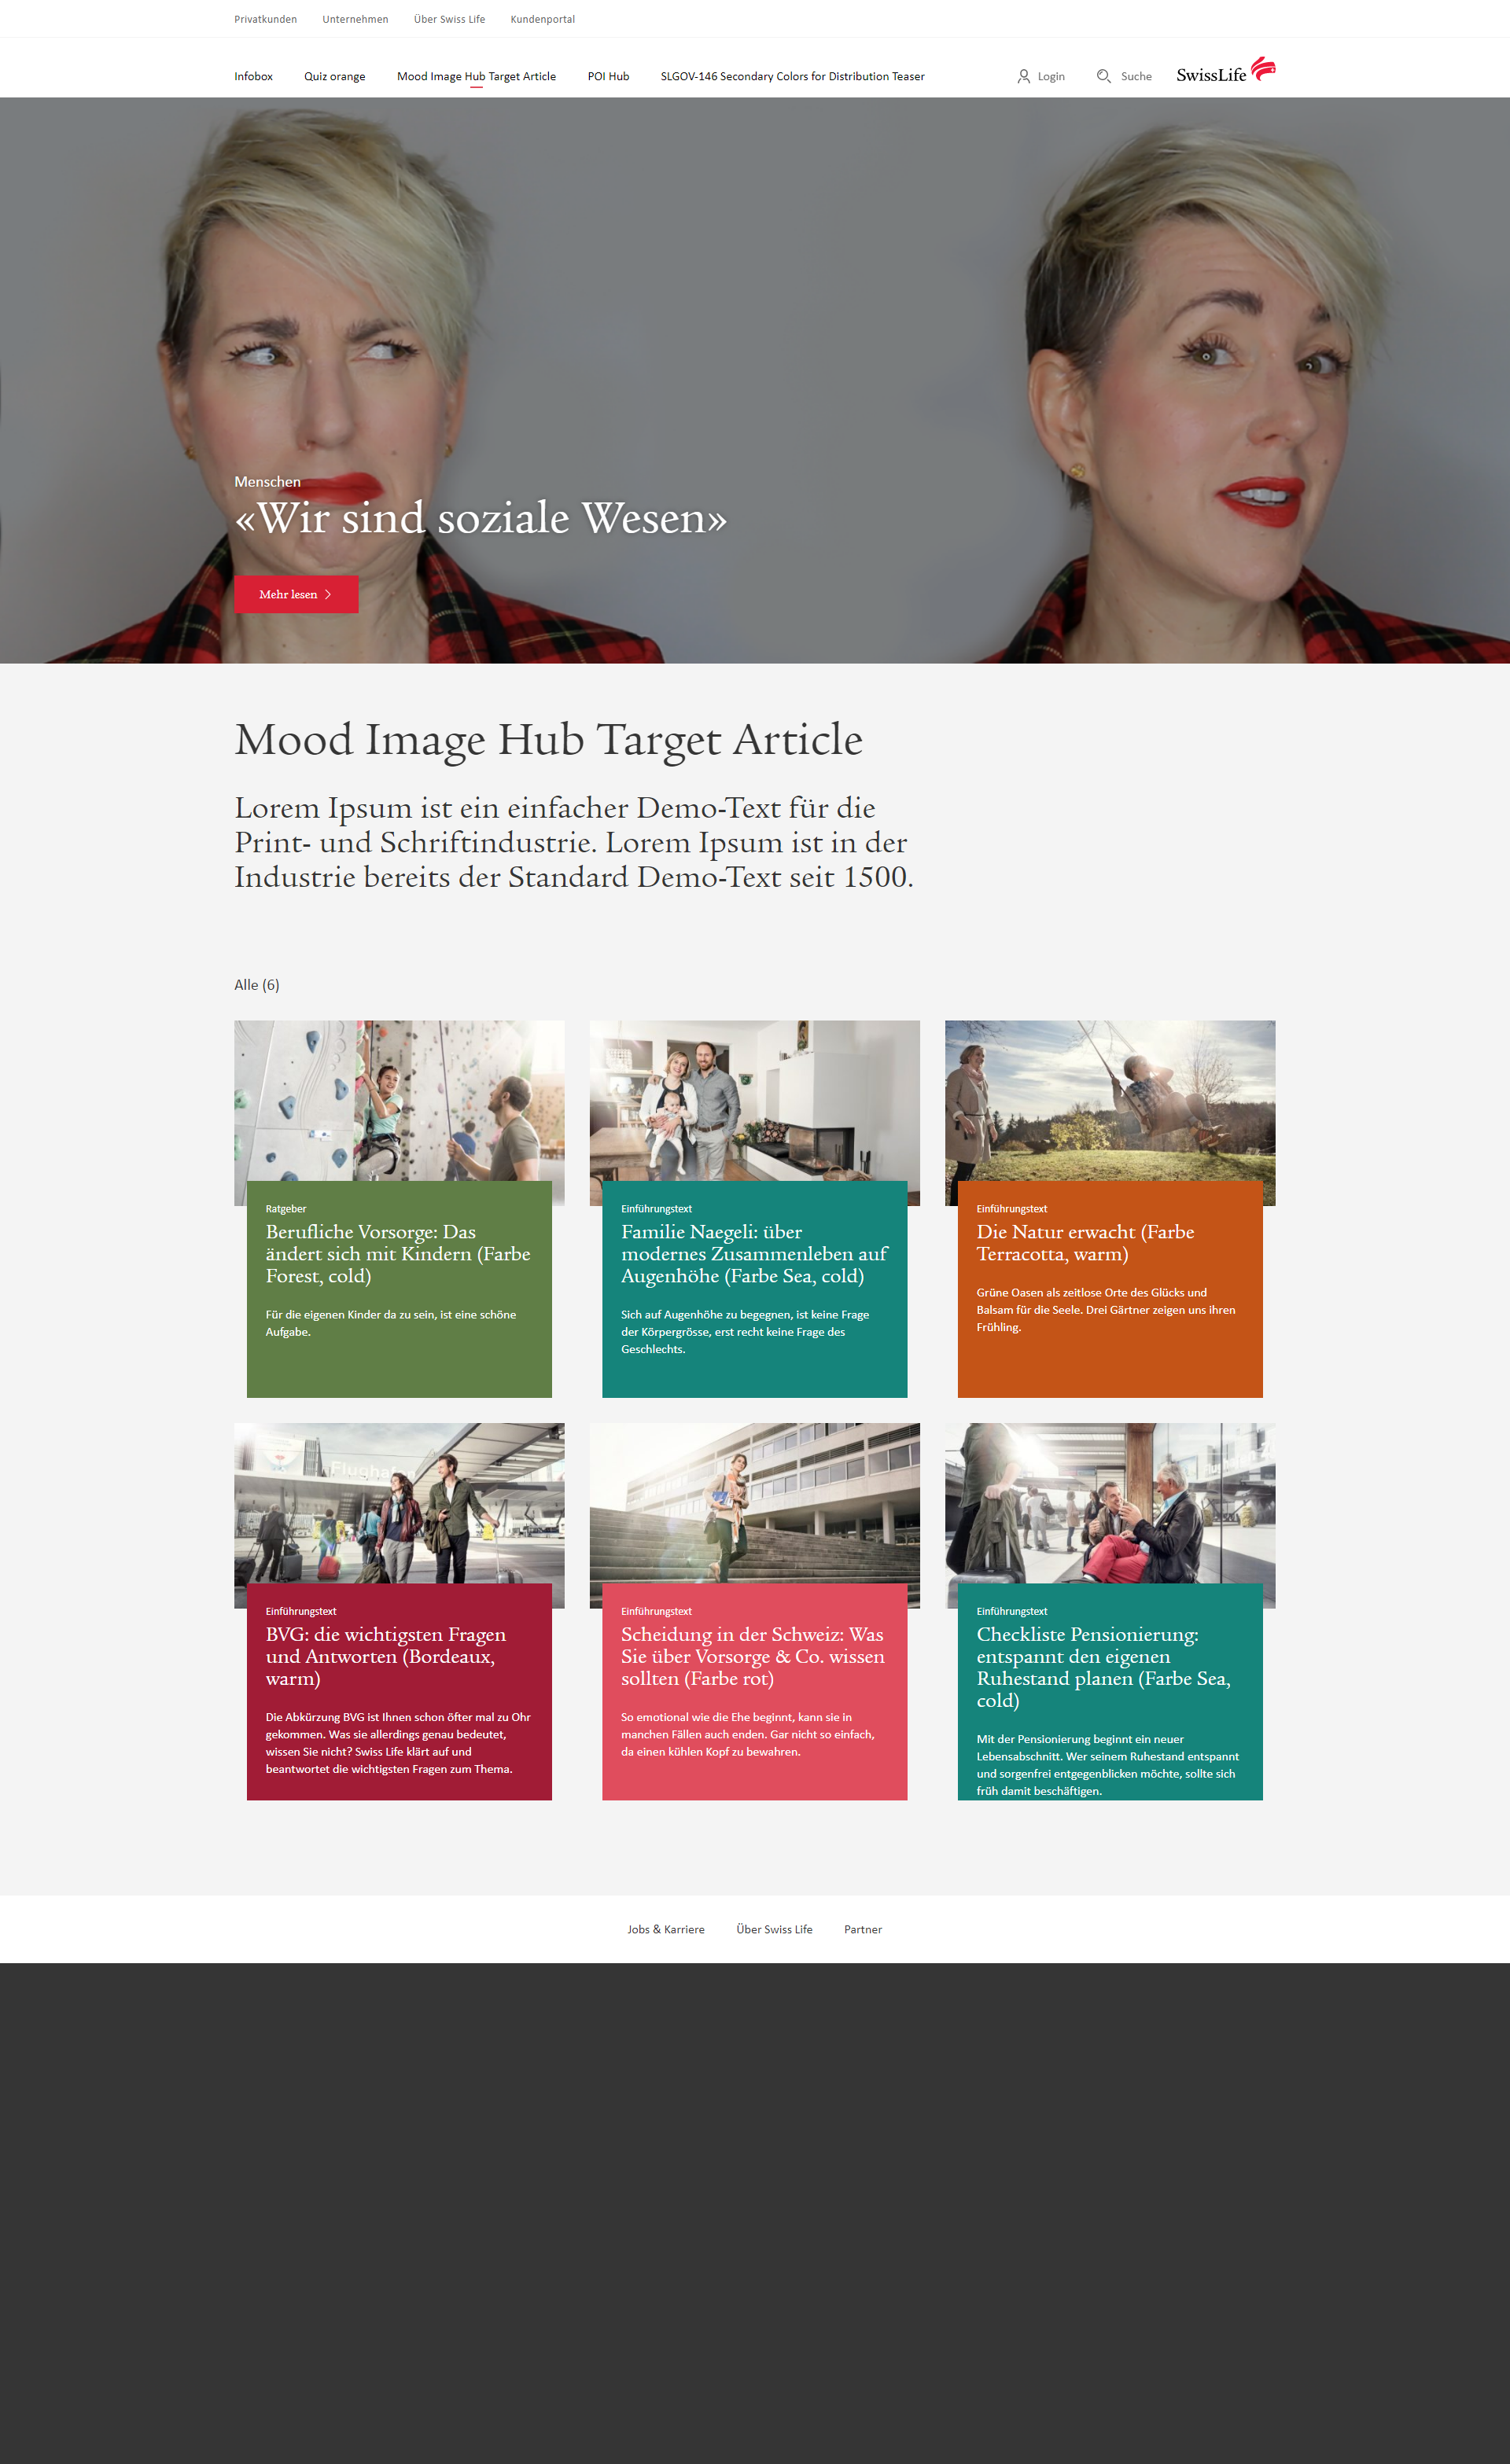 Privatkunden Unternehmen Über Swiss Life Kundenportal
Infobox Quiz orange Mood Image Hub Target Article POI Hub SLGOV-146 Secondary Colors for Distribution Teaser Login Suche SwissLife
Menschen
«Wir sind soziale Wesen»
Mehr lesen
Mood Image Hub Target Article
Lorem Ipsum ist ein einfacher Demo-Text für die
Print- und Schriftindustrie. Lorem Ipsum ist in der
Industrie bereits der Standard Demo-Text seit 1500.
Alle (6)
Ratgeber
Berufliche Vorsorge: Das
ändert sich mit Kindern (Farbe
Forest, cold)
Für die eigenen Kinder da zu sein, ist eine schöne
Aufgabe.
Einführungstext
Familie Naegeli: über
modernes Zusammenleben auf
Augenhöhe (Farbe Sea, cold)
Sich auf Augenhöhe zu begegnen, ist keine Frage
der Körpergrösse, erst recht keine Frage des
Geschlechts.
Einführungstext
Die Natur erwacht (Farbe
Terracotta, warm)
Grüne Oasen als zeitlose Orte des Glücks und
Balsam für die Seele. Drei Gärtner zeigen uns ihren
Frühling.
Flughafen
Einführungstext
BVG: die wichtigsten Fragen
und Antworten (Bordeaux,
warm)
Die Abkürzung BVG ist Ihnen schon öfter mal zu Ohr
gekommen. Was sie allerdings genau bedeutet,
wissen Sie nicht? Swiss Life klärt auf und
beantwortet die wichtigsten Fragen zum Thema.
Einführungstext
Scheidung in der Schweiz: Was
Sie über Vorsorge & Co. wissen
sollten (Farbe rot)
So emotional wie die Ehe beginnt, kann sie in
manchen Fällen auch enden. Gar nicht so einfach,
da einen kühlen Kopf zu bewahren.
Einführungstext
Checkliste Pensionierung:
entspannt den eigenen
Ruhestand planen (Farbe Sea,
cold)
Mit der Pensionierung beginnt ein neuer
Lebensabschnitt. Wer seinem Ruhestand entspannt
und sorgenfrei entgegenblicken möchte, sollte sich
früh damit beschäftigen.
Jobs & Karriere Über Swiss Life Partner